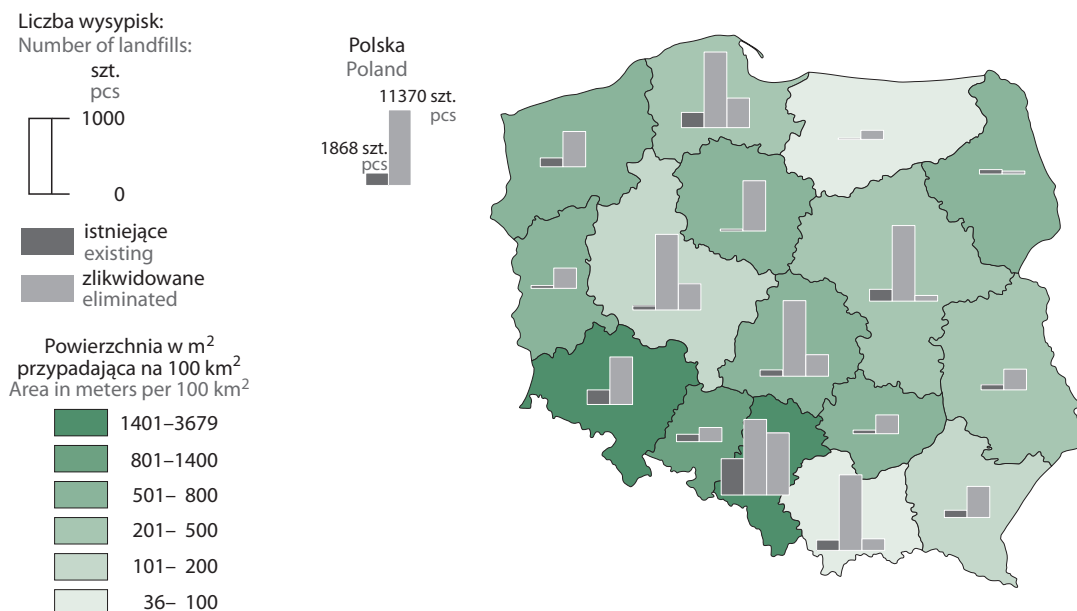 Liczba wysypisk:
Number of landfills:
szt.
pcs
1000
0
istniejące
existing
zlikwidowane
eliminated
Polska
Poland
11370 szt.
pcs
1868 szt.
pcs
Powierzchnia w m²
przypadająca na 100 km²
Area in meters per 100 km²
1401–3679
801–1400
501– 800
201– 500
101– 200
36– 100